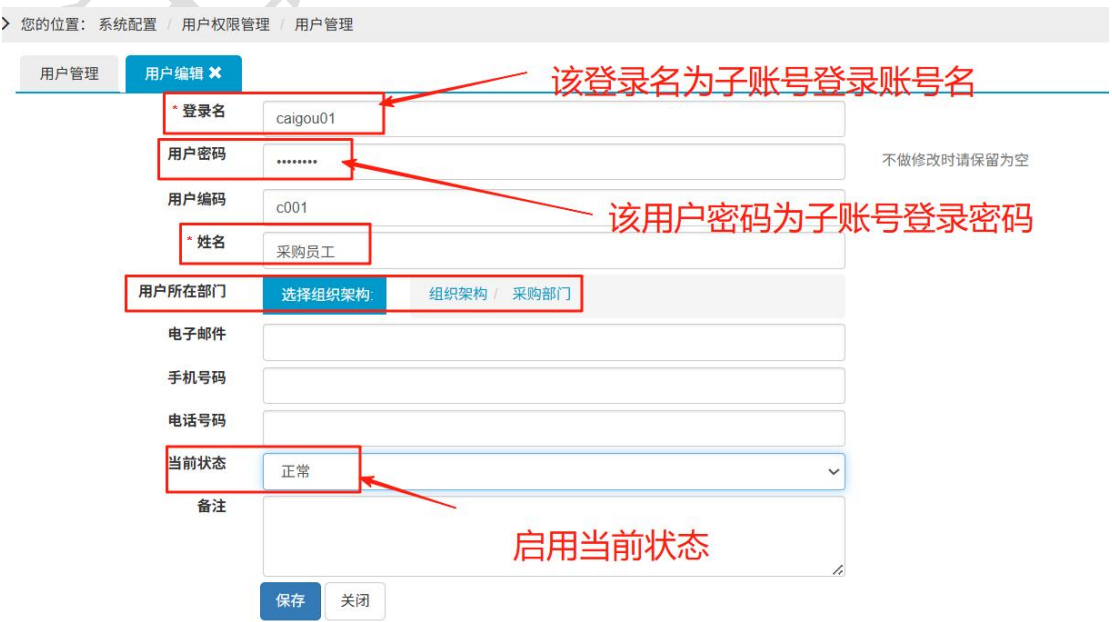 您的位置： 系统配置 / 用户权限管理 / 用户管理
用户管理 用户编辑 ✖
该登录名为子账号登录账号名
* 登录名 caigou01
用户密码 •••••••• 不做修改时请保留为空
用户编码 c001
该用户密码为子账号登录密码
* 姓名 采购员工
用户所在部门 选择组织架构: 组织架构 / 采购部门
电子邮件
手机号码
电话号码
当前状态 正常
备注
启用当前状态
保存 关闭